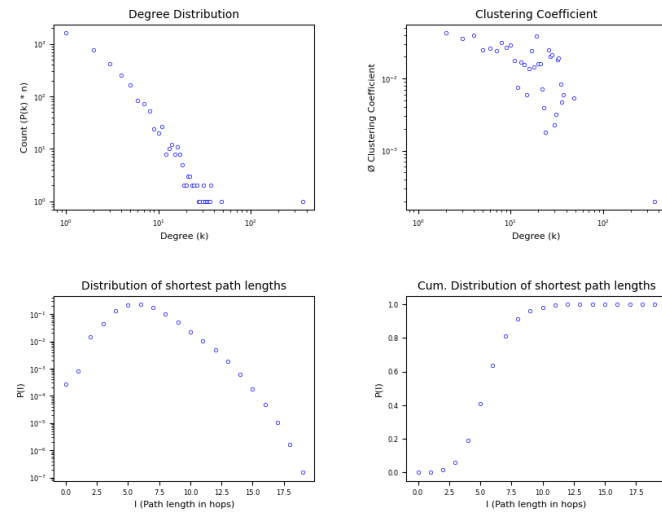 Degree Distribution
Count (P(k) * n)
10³
10²
10¹
10⁰
10⁰ 10¹ 10²
Degree (k)
Clustering Coefficient
Ø Clustering Coefficient
10⁻²
10⁻³
10⁰ 10¹ 10²
Degree (k)
Distribution of shortest path lengths
P(l)
10⁻¹
10⁻²
10⁻³
10⁻⁴
10⁻⁵
10⁻⁶
10⁻⁷
0.0 2.5 5.0 7.5 10.0 12.5 15.0 17.5
l (Path length in hops)
Cum. Distribution of shortest path lengths
P(l)
1.0
0.8
0.6
0.4
0.2
0.0
0.0 2.5 5.0 7.5 10.0 12.5 15.0 17.5
l (Path length in hops)